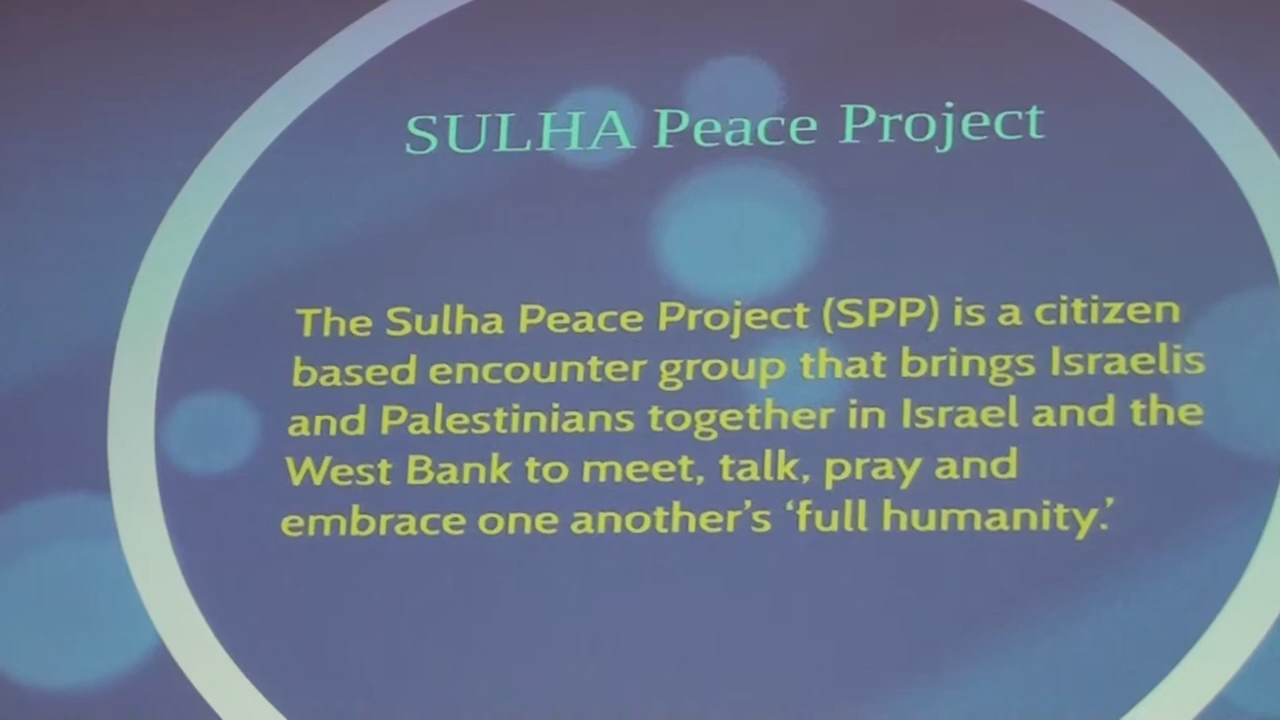 SULHA Peace Project
The Sulha Peace Project (SPP) is a citizen
based encounter group that brings Israelis
and Palestinians together in Israel and the
West Bank to meet, talk, pray and
embrace one another’s ‘full humanity.’